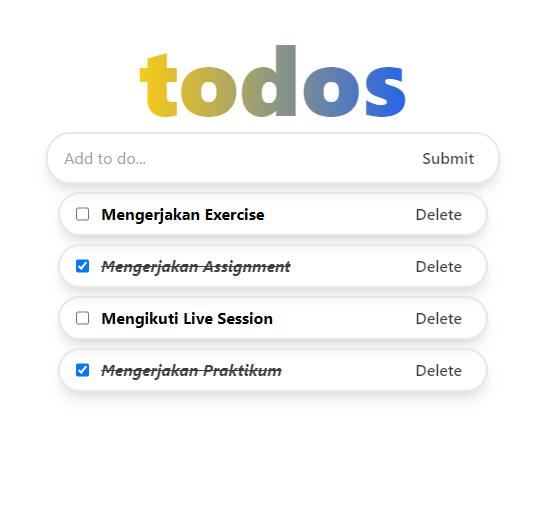 todos
Add to do... Submit
Mengerjakan Exercise Delete
Mengerjakan Assignment Delete
Mengikuti Live Session Delete
Mengerjakan Praktikum Delete